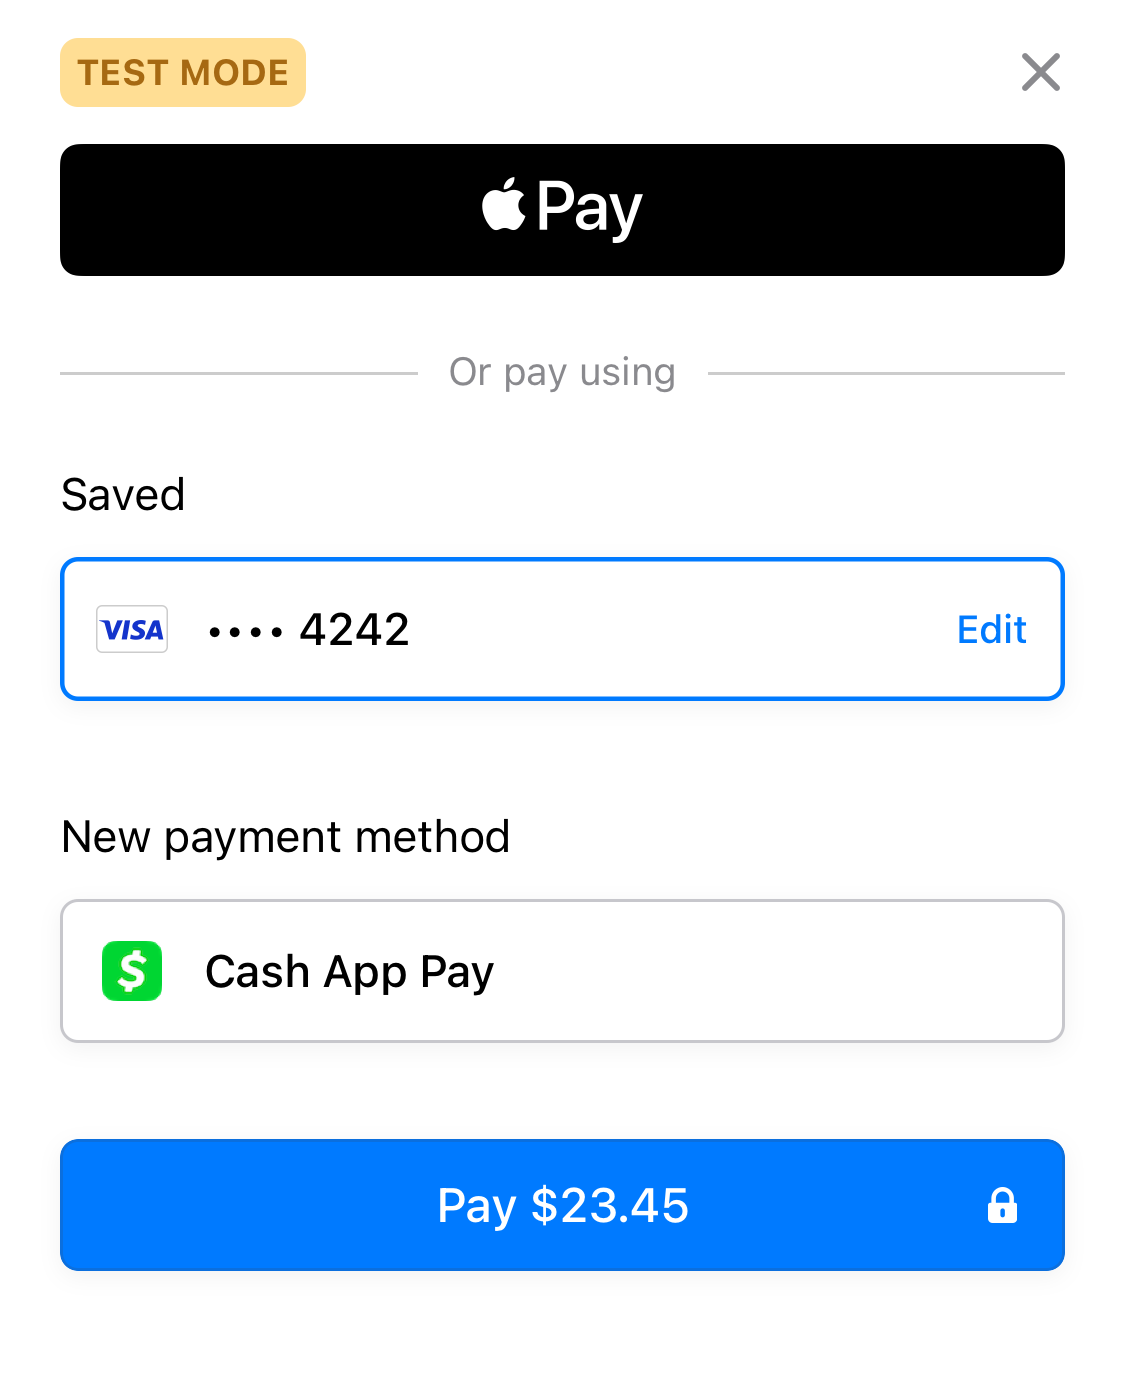 TEST MODE
Pay
Or pay using
Saved
VISA •••• 4242 Edit
New payment method
$ Cash App Pay
Pay $23.45